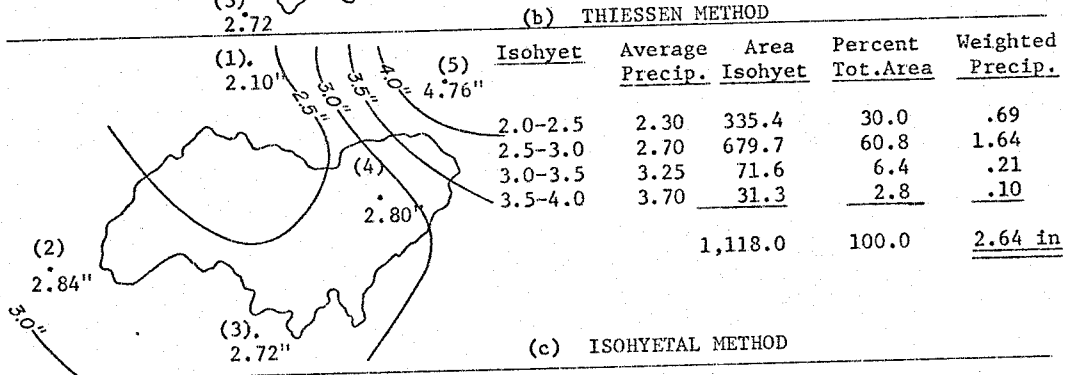 (3)
2.72
(b) THIESSEN METHOD
(1).
2.10"
2.5"
3.0"
3.5"
4.0"
(5)
4.76"
(4)
2.80"
(2)
2.84"
3.0"
(3).
2.72"
Isohyet Average Precip. Area Isohyet Percent Tot.Area Weighted Precip.
2.0-2.5 2.30 335.4 30.0 .69
2.5-3.0 2.70 679.7 60.8 1.64
3.0-3.5 3.25 71.6 6.4 .21
3.5-4.0 3.70 31.3 2.8 .10
1,118.0 100.0 2.64 in
(c) ISOHYETAL METHOD